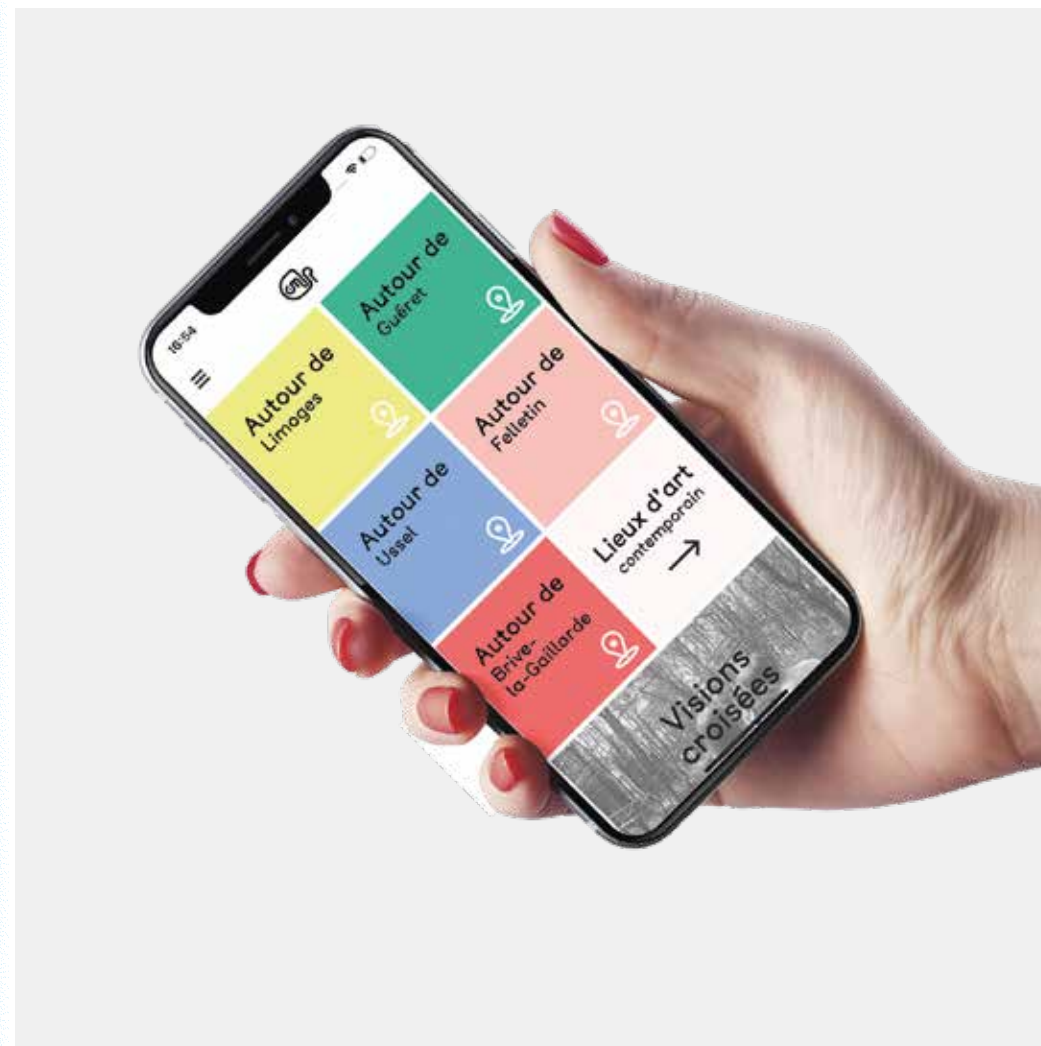 16:54
Autour de
Limoges
Autour de
Guéret
Autour de
Ussel
Autour de
Felletin
Autour de
Brive-
la-Gaillarde
Lieux d'art
contemporain
Visions
croisées